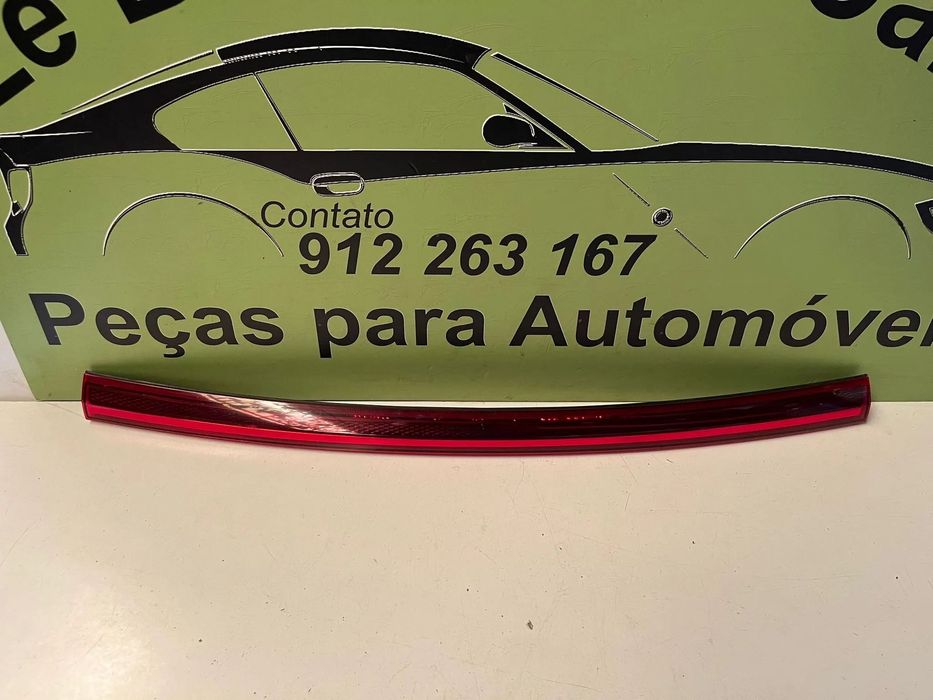 Contato
912 263 167
Peças para Automóve